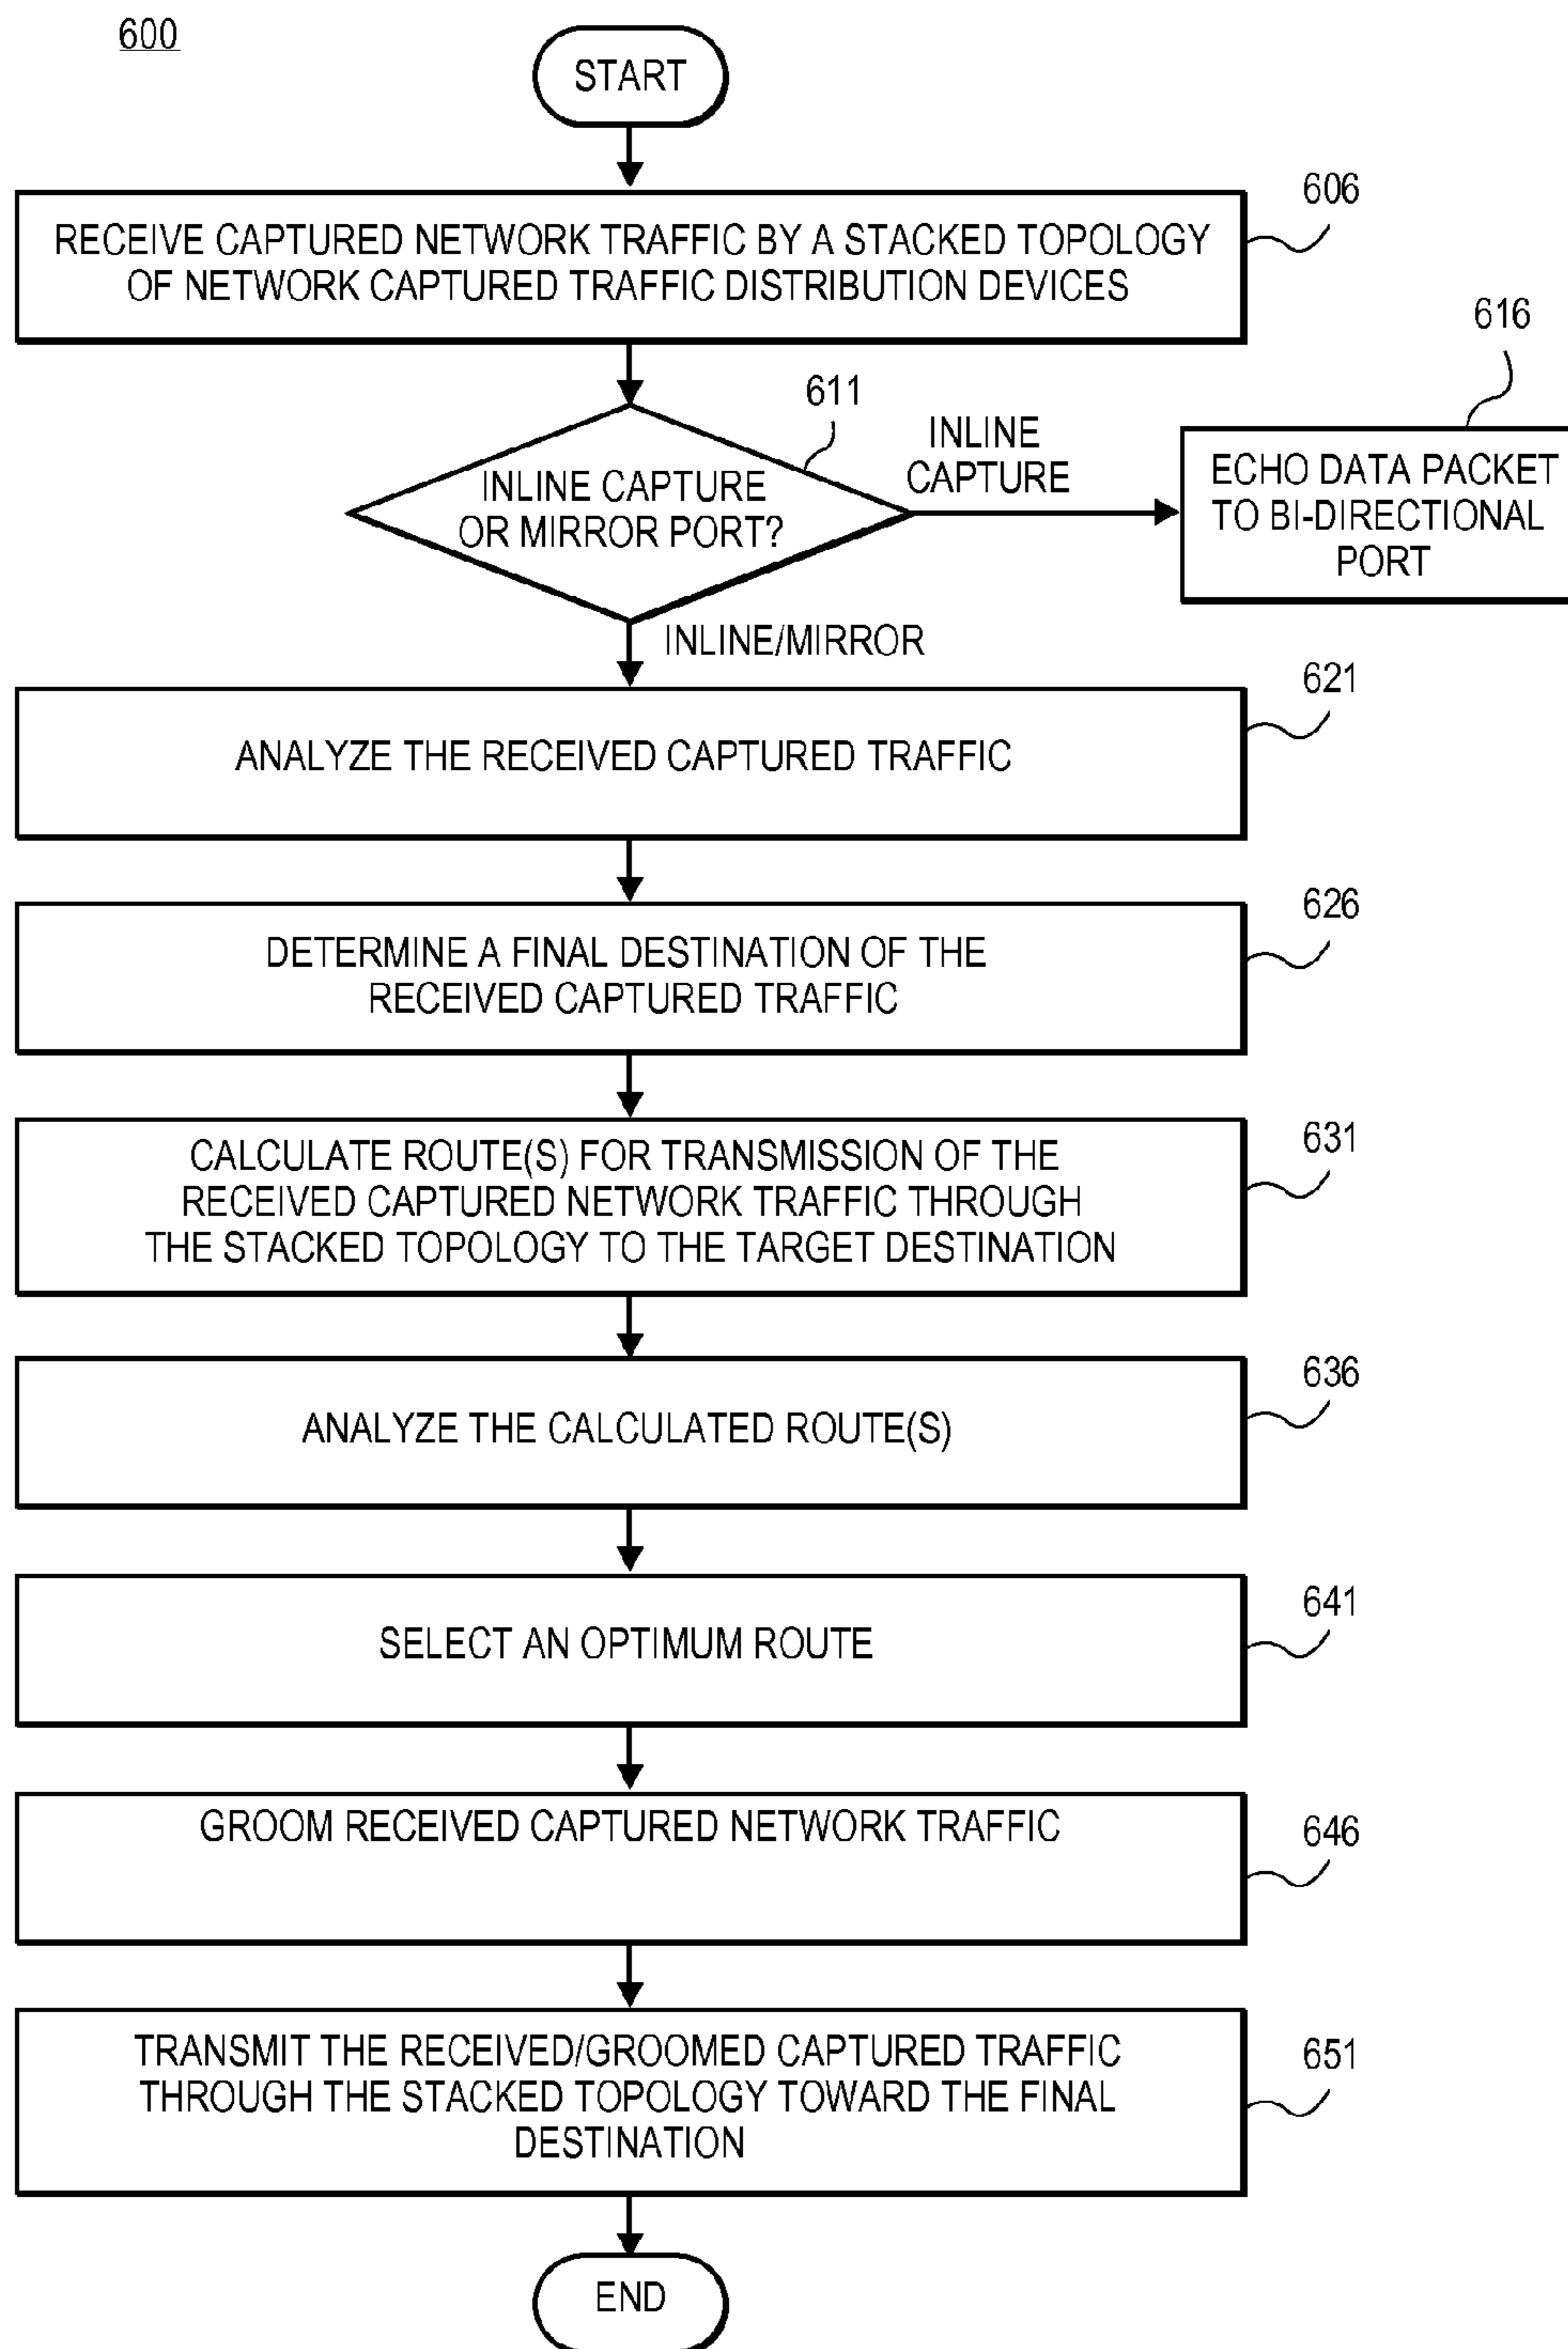 600
START
606
RECEIVE CAPTURED NETWORK TRAFFIC BY A STACKED TOPOLOGY
OF NETWORK CAPTURED TRAFFIC DISTRIBUTION DEVICES
616
611
INLINE
CAPTURE
INLINE CAPTURE
OR MIRROR PORT?
ECHO DATA PACKET
TO BI-DIRECTIONAL
PORT
INLINE/MIRROR
621
ANALYZE THE RECEIVED CAPTURED TRAFFIC
626
DETERMINE A FINAL DESTINATION OF THE
RECEIVED CAPTURED TRAFFIC
631
CALCULATE ROUTE(S) FOR TRANSMISSION OF THE
RECEIVED CAPTURED NETWORK TRAFFIC THROUGH
THE STACKED TOPOLOGY TO THE TARGET DESTINATION
636
ANALYZE THE CALCULATED ROUTE(S)
641
SELECT AN OPTIMUM ROUTE
646
GROOM RECEIVED CAPTURED NETWORK TRAFFIC
651
TRANSMIT THE RECEIVED/GROOMED CAPTURED TRAFFIC
THROUGH THE STACKED TOPOLOGY TOWARD THE FINAL
DESTINATION
END